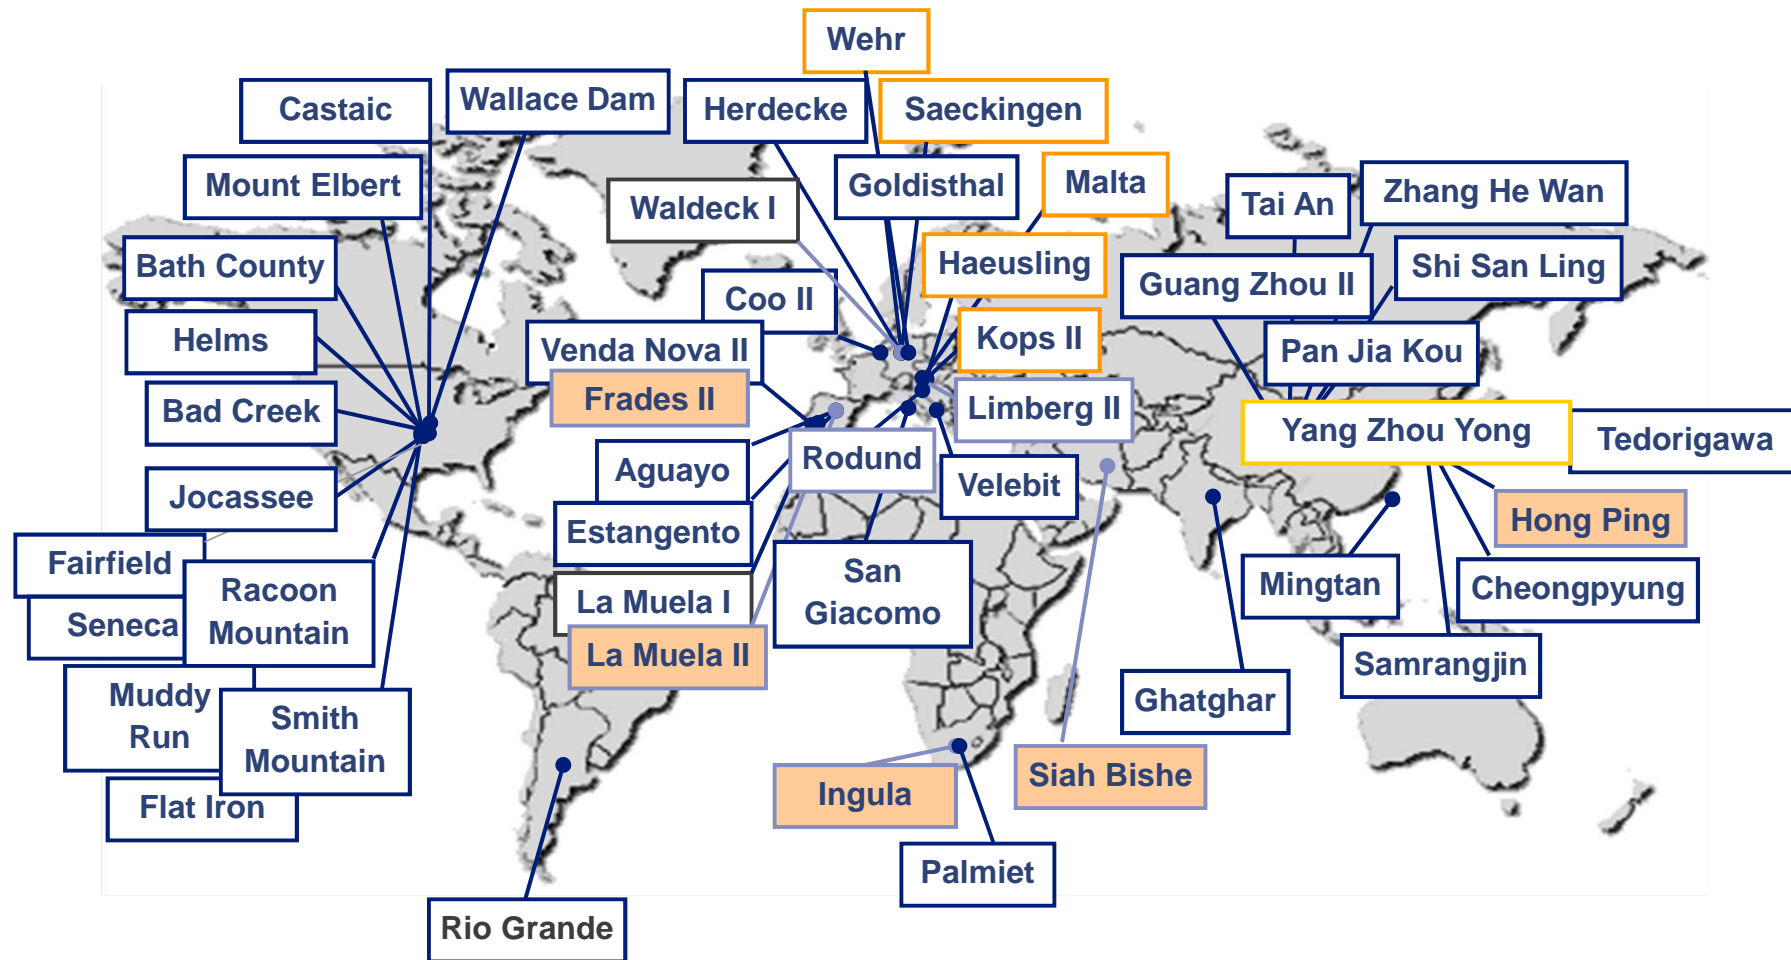 Wehr
Castaic
Wallace Dam
Herdecke
Saeckingen
Mount Elbert
Waldeck I
Goldisthal
Malta
Tai An
Zhang He Wan
Bath County
Coo II
Haeusling
Guang Zhou II
Shi San Ling
Helms
Venda Nova II
Kops II
Pan Jia Kou
Bad Creek
Frades II
Limberg II
Yang Zhou Yong
Tedorigawa
Jocassee
Aguayo
Rodund
Velebit
Estangento
Hong Ping
Fairfield
Racoon
Mountain
La Muela I
San
Giacomo
Mingtan
Cheongpyung
Seneca
La Muela II
Samrangjin
Muddy
Run
Smith
Mountain
Ghatghar
Flat Iron
Ingula
Siah Bishe
Palmiet
Rio Grande